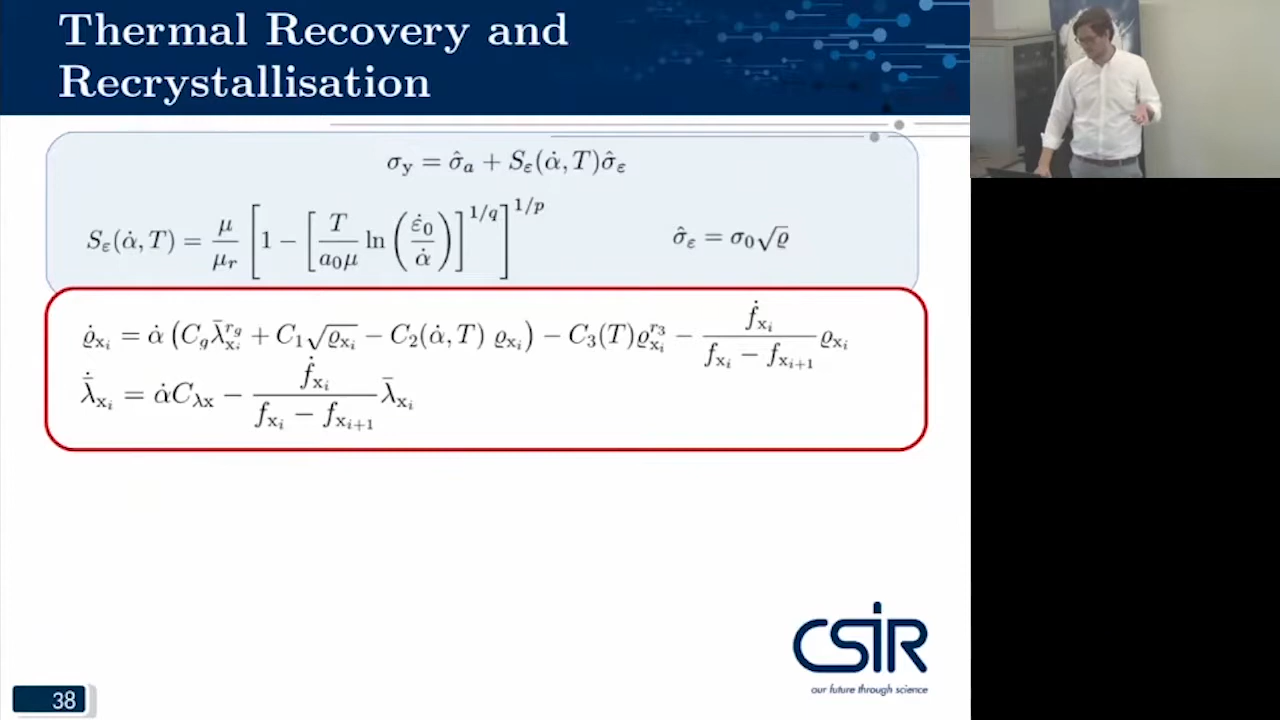 Thermal Recovery and
Recrystallisation
σ_y = σ̂_a + S_ε(α̇, T)σ̂_ε
S_ε(α̇, T) = μ/μ_r [1 − [T/(a_0μ) ln(ε̇_0/α̇)]^{1/q}]^{1/p}
σ̂_ε = σ_0√ϱ
ϱ̇_{x_i} = α̇ (C_g λ̄_{x_i}^{r_g} + C_1√ϱ_{x_i} − C_2(α̇, T) ϱ_{x_i}) − C_3(T)ϱ_{x_i}^{r_3} − ḟ_{x_i}/(f_{x_i} − f_{x_{i+1}}) ϱ_{x_i}
λ̄̇_{x_i} = α̇C_{λx} − ḟ_{x_i}/(f_{x_i} − f_{x_{i+1}}) λ̄_{x_i}
CSIR
our future through science
38